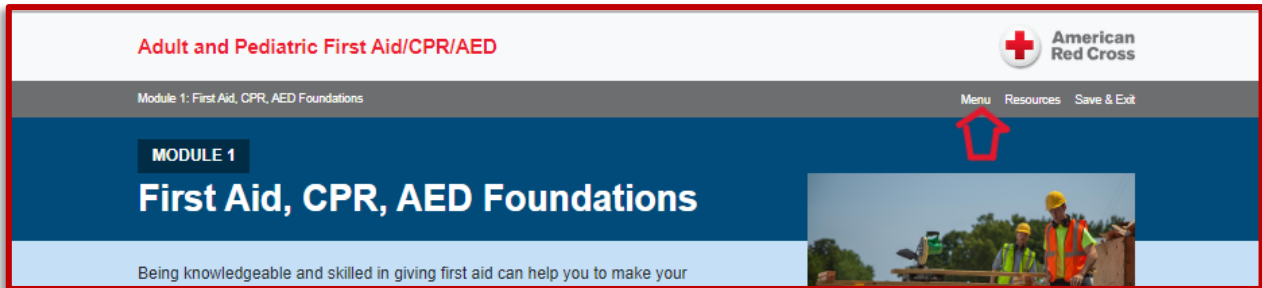 Adult and Pediatric First Aid/CPR/AED
American
Red Cross
Module 1: First Aid, CPR, AED Foundations
Menu Resources Save & Exit
MODULE 1
First Aid, CPR, AED Foundations
Being knowledgeable and skilled in giving first aid can help you to make your